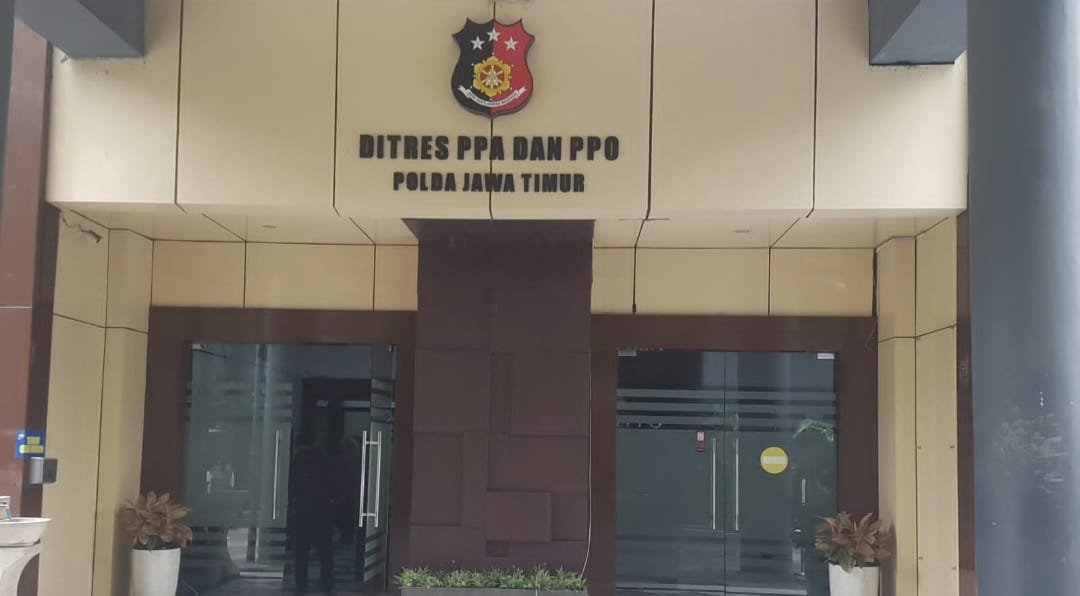 DITRES PPA DAN PPO
POLDA JAWA TIMUR